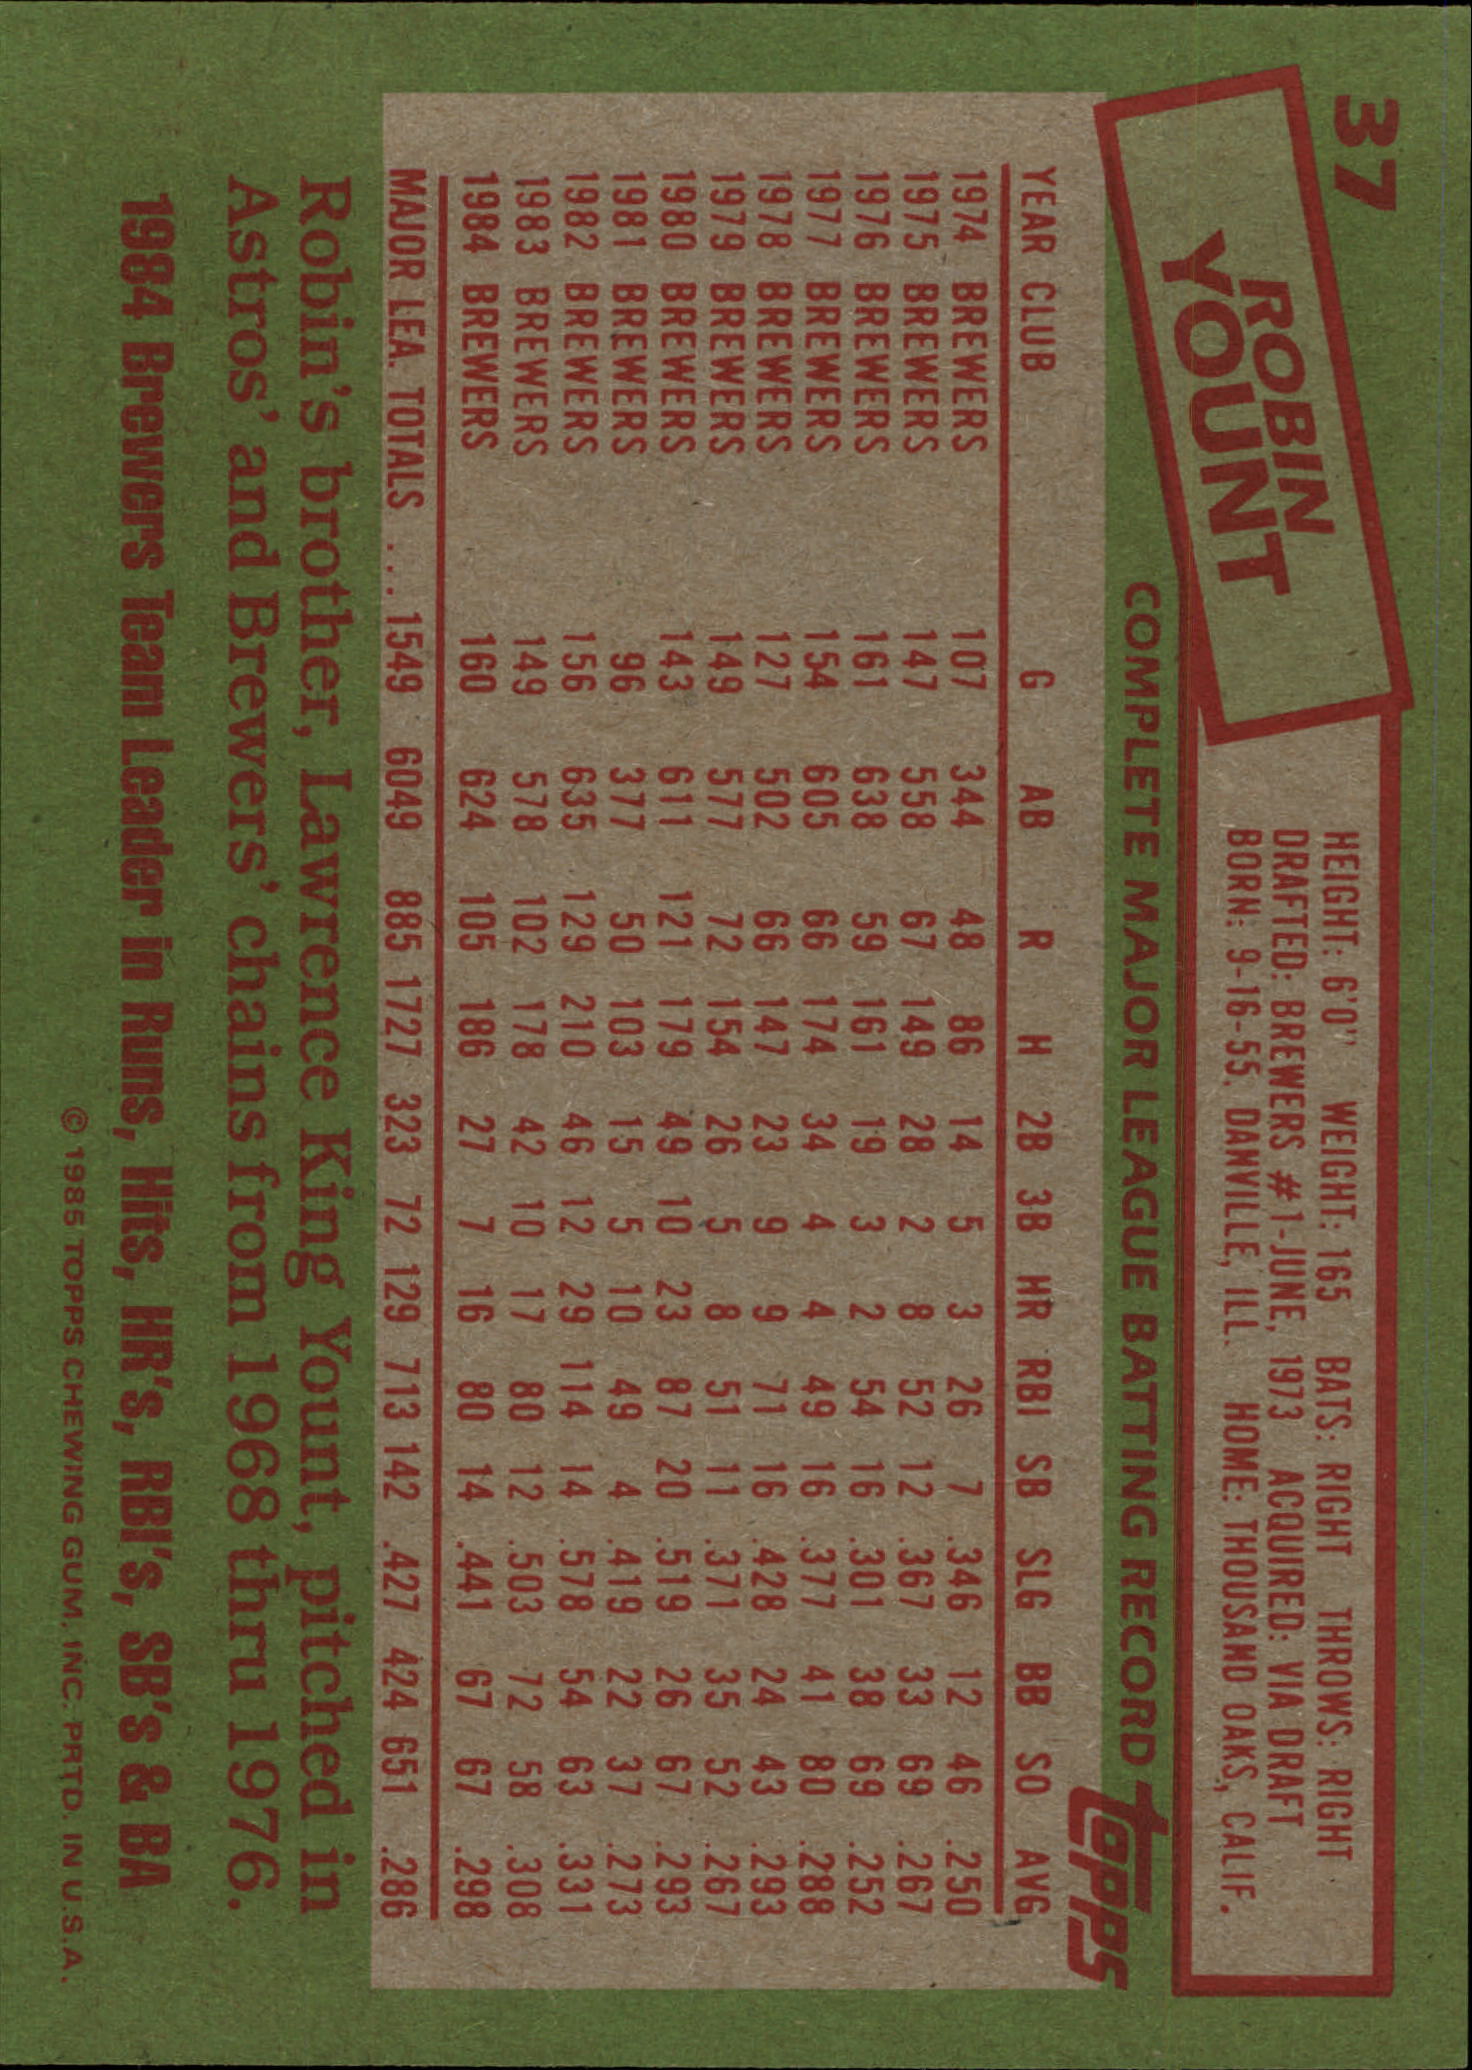 37
ROBIN
YOUNT
HEIGHT: 6'0" WEIGHT: 165 BATS: RIGHT THROWS: RIGHT
DRAFTED: BREWERS #1-JUNE, 1973 ACQUIRED: VIA DRAFT
BORN: 9-16-55, DANVILLE, ILL. HOME: THOUSAND OAKS, CALIF.
COMPLETE MAJOR LEAGUE BATTING RECORD
topps
YEAR CLUB G AB R H 2B 3B HR RBI SB SLG BB SO AVG
1974 BREWERS 107 344 48 86 14 5 3 26 7 .346 12 46 .250
1975 BREWERS 147 558 67 149 28 2 8 52 12 .367 33 69 .267
1976 BREWERS 161 638 59 161 19 3 2 54 16 .301 38 69 .252
1977 BREWERS 154 605 66 174 34 4 4 49 16 .377 41 80 .288
1978 BREWERS 127 502 66 147 23 9 9 71 16 .428 24 43 .293
1979 BREWERS 149 577 72 154 26 5 8 51 11 .371 35 52 .267
1980 BREWERS 143 611 121 179 49 10 23 87 20 .519 26 67 .293
1981 BREWERS 96 377 50 103 15 5 10 49 4 .419 22 37 .273
1982 BREWERS 156 635 129 210 46 12 29 114 14 .578 54 63 .331
1983 BREWERS 149 578 102 178 42 10 17 80 12 .503 72 58 .308
1984 BREWERS 160 624 105 186 27 7 16 80 14 .441 67 67 .298
MAJOR LEA. TOTALS ... 1549 6049 885 1727 323 72 129 713 142 .427 424 651 .286
Robin's brother, Lawrence King Yount, pitched in
Astros' and Brewers' chains from 1968 thru 1976.
1984 Brewers Team Leader in Runs, Hits, HR's, RBI's, SB's & BA
© 1985 TOPPS CHEWING GUM, INC. PRTD. IN U.S.A.